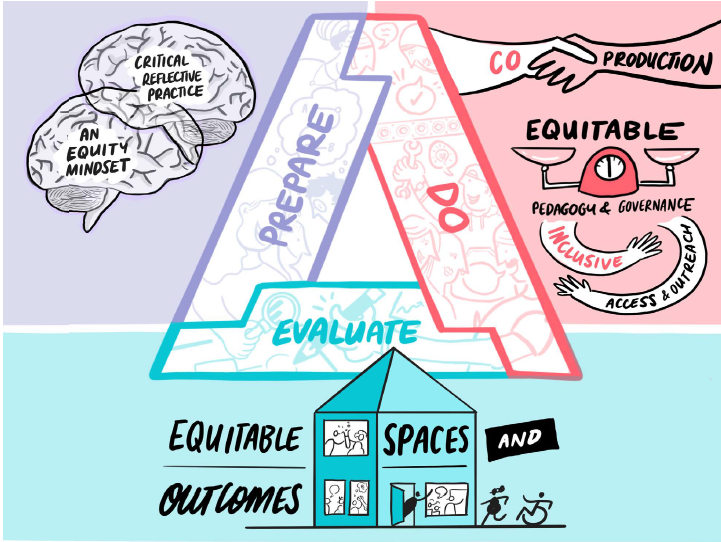 CRITICAL
REFLECTIVE
PRACTICE
AN
EQUITY
MINDSET
PREPARE
DO
EVALUATE
CO PRODUCTION
EQUITABLE
PEDAGOGY & GOVERNANCE
INCLUSIVE
ACCESS & OUTREACH
EQUITABLE SPACES AND
OUTCOMES